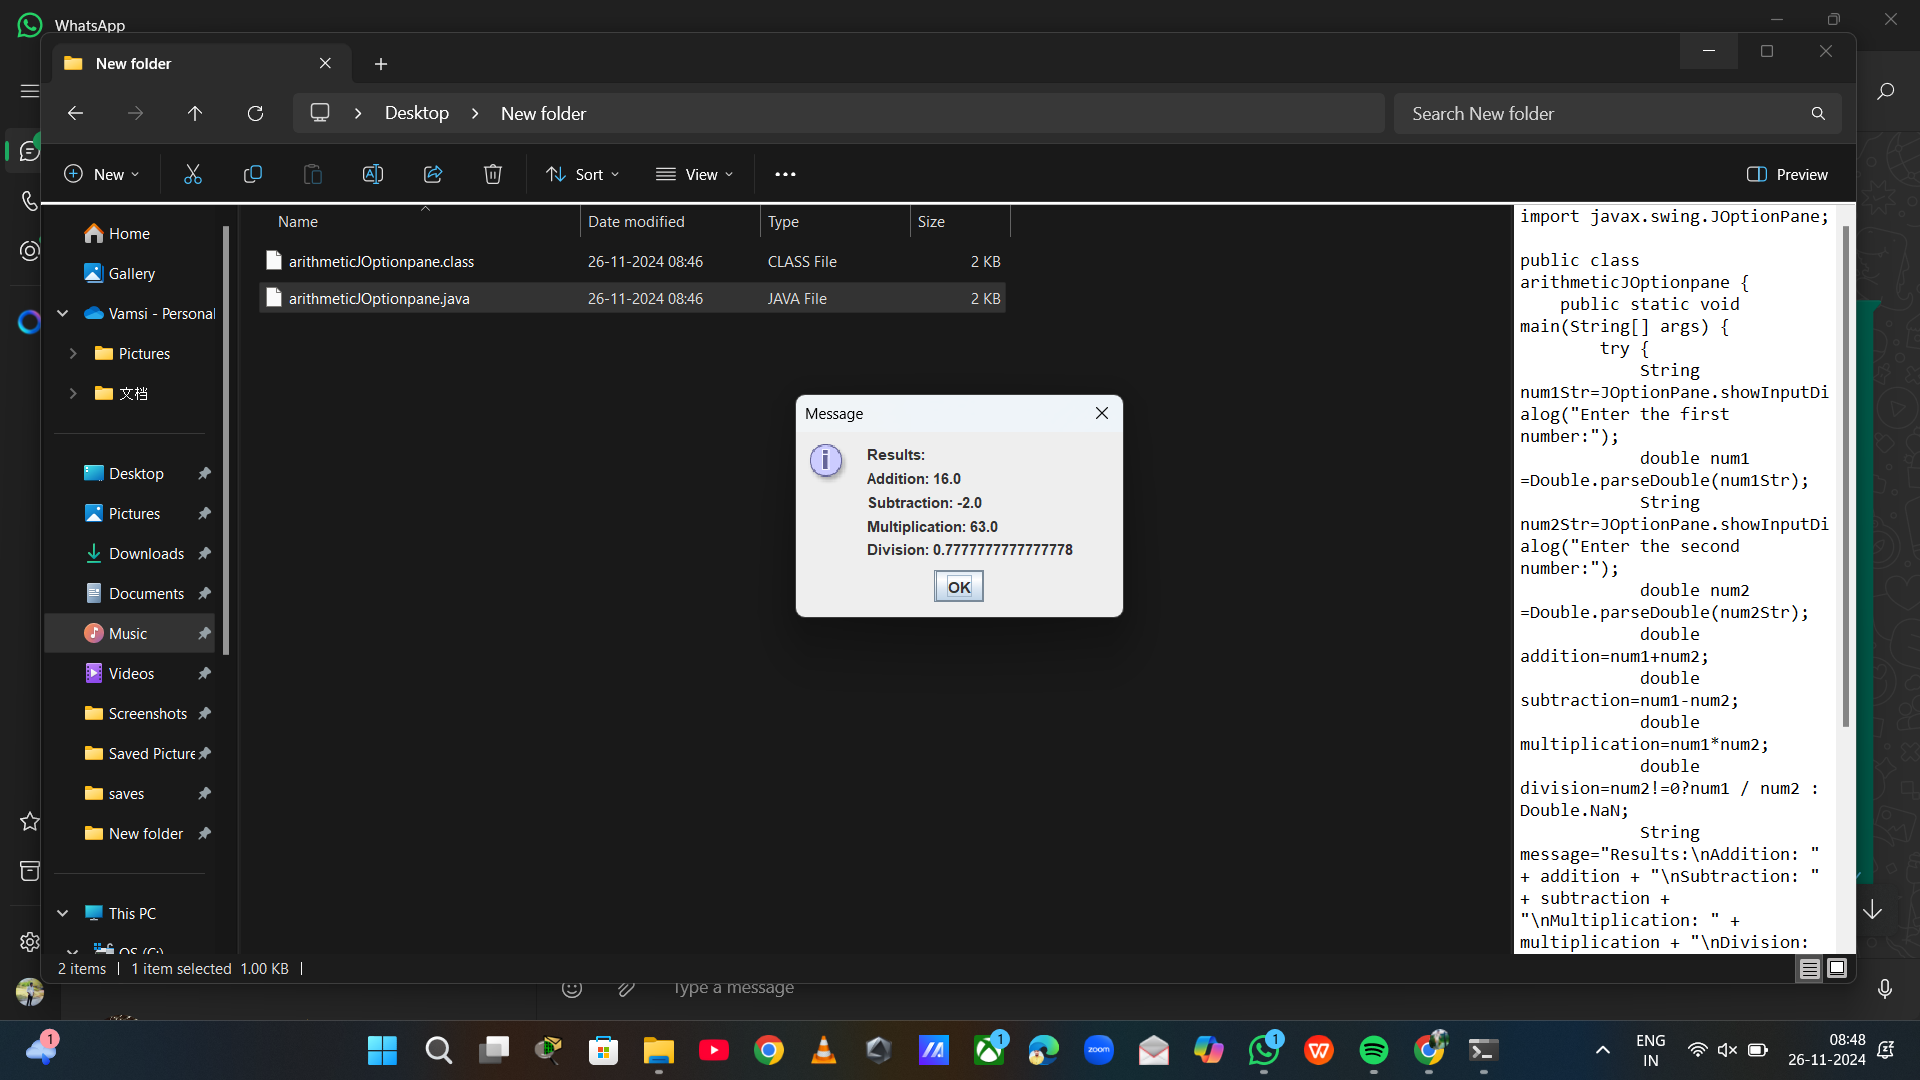 WhatsApp
New folder
Desktop
New folder
Search New folder
New
Sort
View
Preview
Home
Gallery
Vamsi - Personal
Pictures
文档
Desktop
Pictures
Downloads
Documents
Music
Videos
Screenshots
Saved Picture
saves
New folder
This PC
OS (C:)
Name Date modified Type Size
arithmeticJOptionpane.class 26-11-2024 08:46 CLASS File 2 KB
arithmeticJOptionpane.java 26-11-2024 08:46 JAVA File 2 KB
Message
Results:
Addition: 16.0
Subtraction: -2.0
Multiplication: 63.0
Division: 0.7777777777777778
OK
import javax.swing.JOptionPane;
public class
arithmeticJOptionpane {
public static void
main(String[] args) {
try {
String
num1Str=JOptionPane.showInputDi
alog("Enter the first
number:");
double num1
=Double.parseDouble(num1Str);
String
num2Str=JOptionPane.showInputDi
alog("Enter the second
number:");
double num2
=Double.parseDouble(num2Str);
double
addition=num1+num2;
double
subtraction=num1-num2;
double
multiplication=num1*num2;
double
division=num2!=0?num1 / num2 :
Double.NaN;
String
message="Results:\nAddition: "
+ addition + "\nSubtraction: "
+ subtraction +
"\nMultiplication: " +
multiplication + "\nDivision:
2 items 1 item selected 1.00 KB
Type a message
1
1
zoom
1
ENG
IN
08:48
26-11-2024